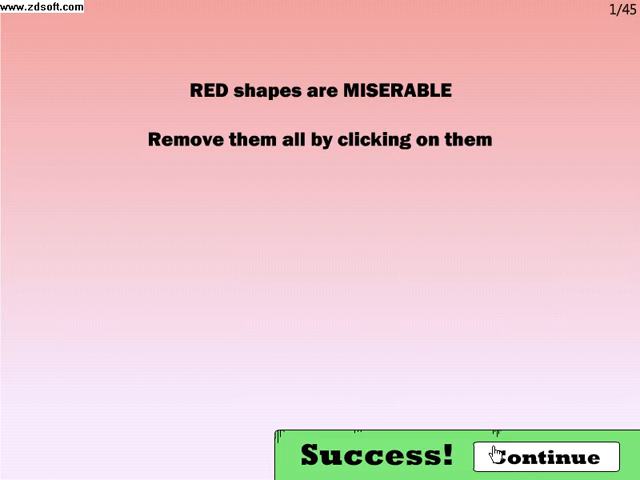 www.zdsoft.com
1/45
RED shapes are MISERABLE
Remove them all by clicking on them
Success!
Continue